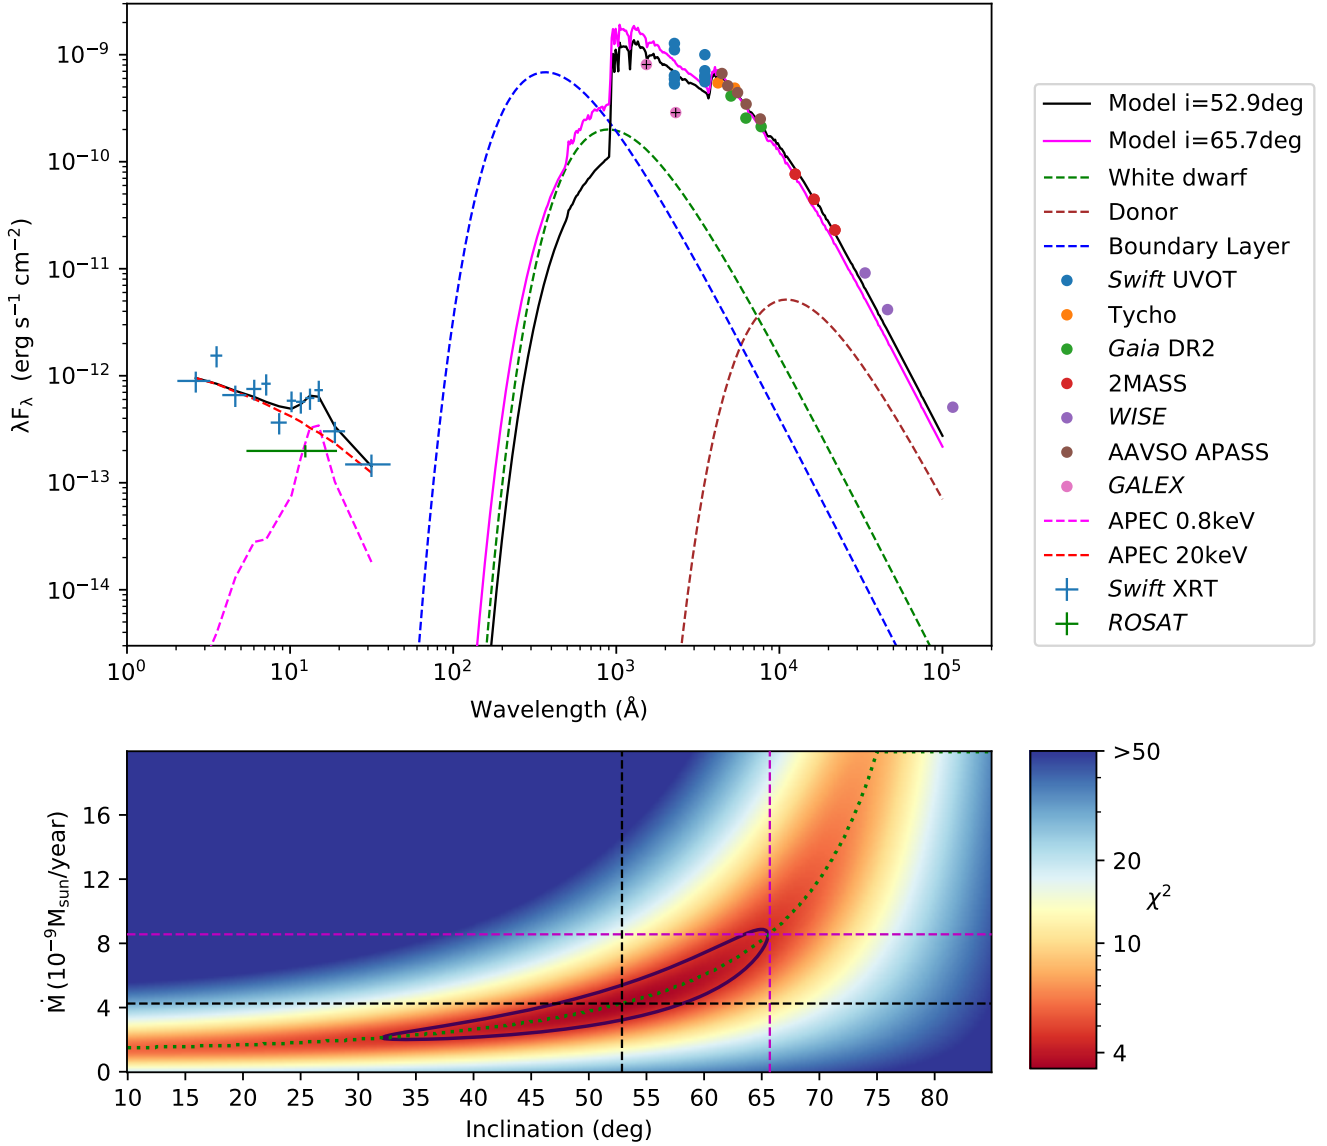 10⁻⁹
10⁻¹⁰
10⁻¹¹
10⁻¹²
10⁻¹³
10⁻¹⁴
λF_λ (erg s⁻¹ cm⁻²)
10⁰ 10¹ 10² 10³ 10⁴ 10⁵
Wavelength (Å)
Model i=52.9deg
Model i=65.7deg
White dwarf
Donor
Boundary Layer
Swift UVOT
Tycho
Gaia DR2
2MASS
WISE
AAVSO APASS
GALEX
APEC 0.8keV
APEC 20keV
Swift XRT
ROSAT
16
12
8
4
0
Ṁ (10⁻⁹M_sun/year)
10 15 20 25 30 35 40 45 50 55 60 65 70 75 80
Inclination (deg)
>50
20
10
4
χ²